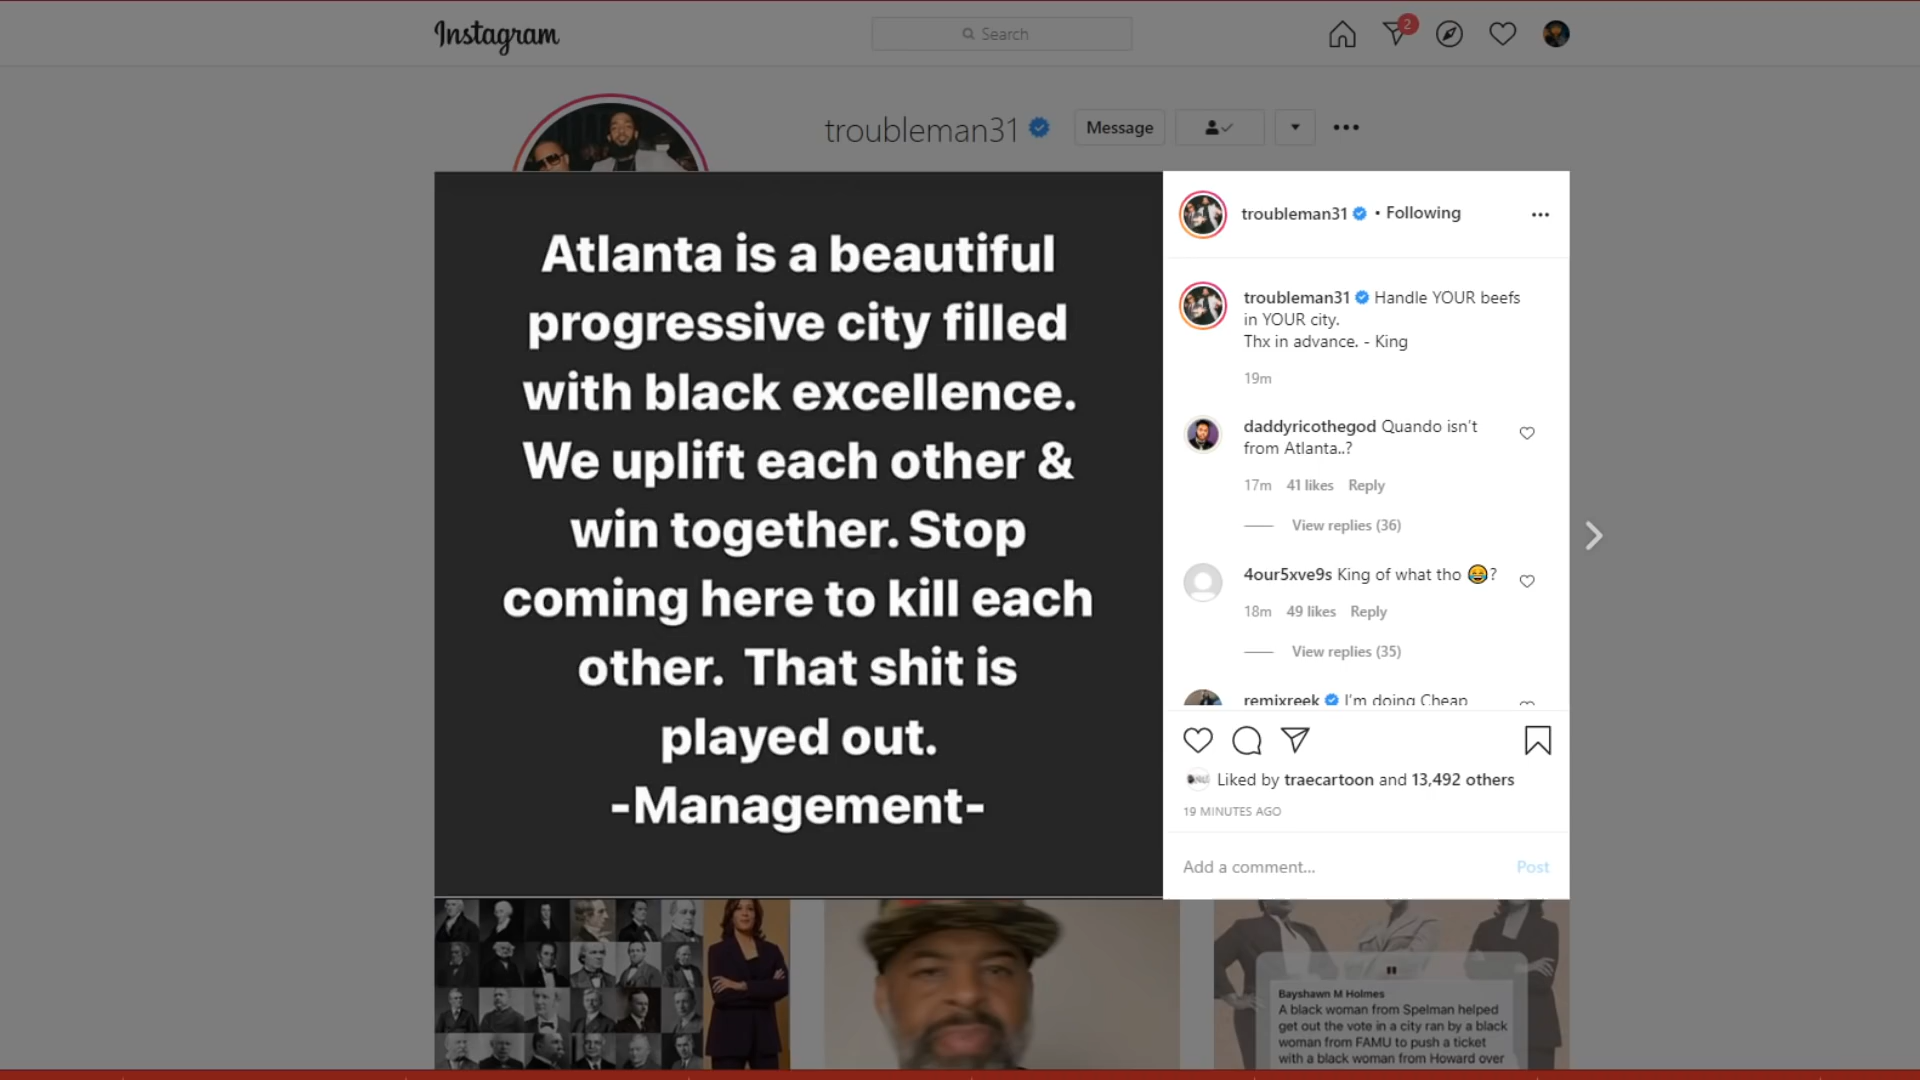 Instagram
Search
2
troubleman31
Message
Atlanta is a beautiful
progressive city filled
with black excellence.
We uplift each other &
win together. Stop
coming here to kill each
other. That shit is
played out.
-Management-
troubleman31 • Following
troubleman31 Handle YOUR beefs
in YOUR city.
Thx in advance. - King
19m
daddyricothegod Quando isn't
from Atlanta..?
17m 41 likes Reply
View replies (36)
4our5xve9s King of what tho 😂?
18m 49 likes Reply
View replies (35)
remixreek I'm doing Cheap
Liked by traecartoon and 13,492 others
19 MINUTES AGO
Add a comment... Post
Bayshawn M Holmes
A black woman from Spelman helped
get out the vote in a city ran by a black
woman from FAMU to push a ticket
with a black woman from Howard over